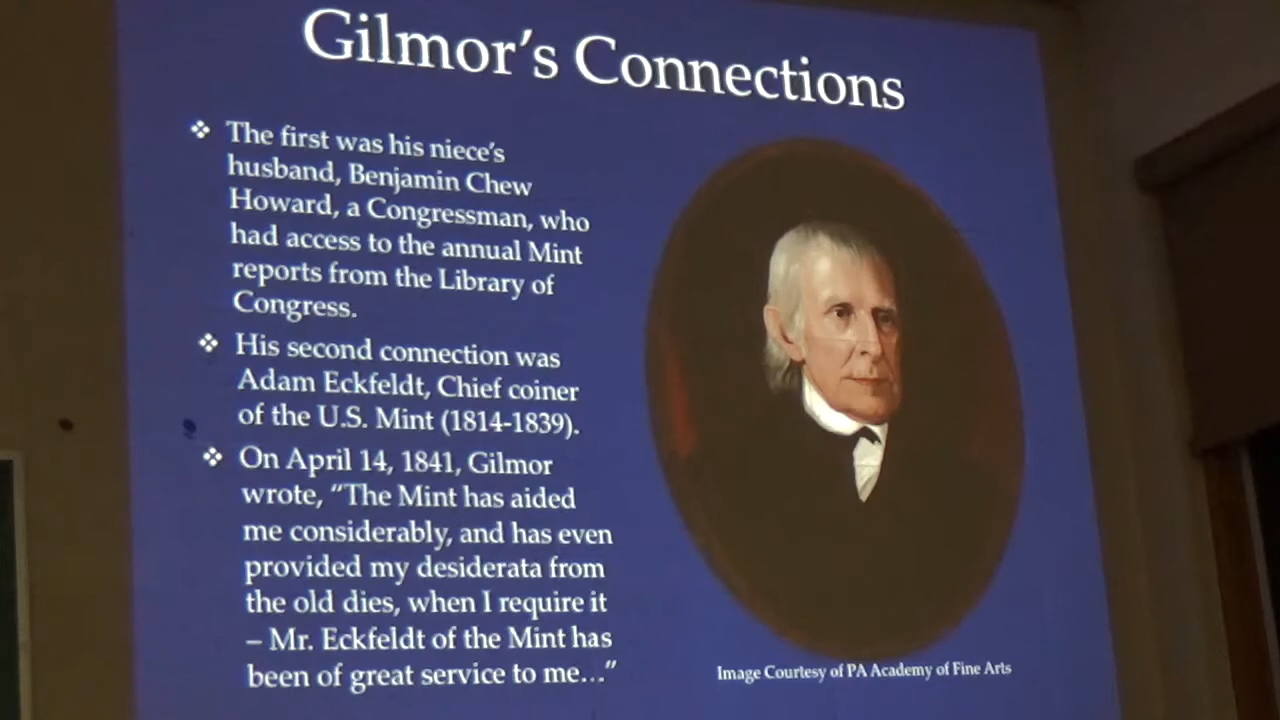 Gilmor's Connections
❖ The first was his niece's
husband, Benjamin Chew
Howard, a Congressman, who
had access to the annual Mint
reports from the Library of
Congress.
❖ His second connection was
Adam Eckfeldt, Chief coiner
of the U.S. Mint (1814-1839).
❖ On April 14, 1841, Gilmor
wrote, “The Mint has aided
me considerably, and has even
provided my desiderata from
the old dies, when I require it
– Mr. Eckfeldt of the Mint has
been of great service to me…”
Image Courtesy of PA Academy of Fine Arts